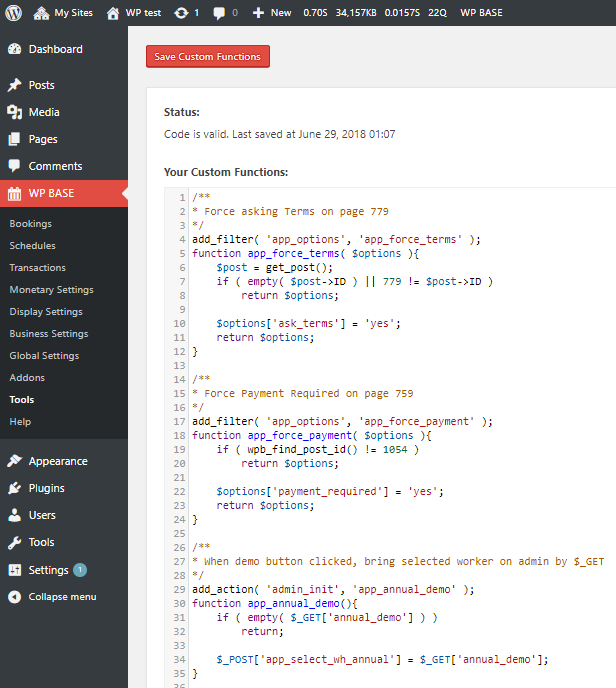 My Sites WP test 1 0 New 0.70S 34,157KB 0.0157S 22Q WP BASE
Dashboard
Posts
Media
Pages
Comments
WP BASE
Bookings
Schedules
Transactions
Monetary Settings
Display Settings
Business Settings
Global Settings
Addons
Tools
Help
Appearance
Plugins
Users
Tools
Settings 1
Collapse menu
Save Custom Functions
Status:
Code is valid. Last saved at June 29, 2018 01:07
Your Custom Functions:
1 /**
2 * Force asking Terms on page 779
3 */
4 add_filter( 'app_options', 'app_force_terms' );
5 function app_force_terms( $options ){
6 $post = get_post();
7 if ( empty( $post->ID ) || 779 != $post->ID )
8 return $options;
9
10 $options['ask_terms'] = 'yes';
11 return $options;
12 }
13
14 /**
15 * Force Payment Required on page 759
16 */
17 add_filter( 'app_options', 'app_force_payment' );
18 function app_force_payment( $options ){
19 if ( wpb_find_post_id() != 1054 )
20 return $options;
21
22 $options['payment_required'] = 'yes';
23 return $options;
24 }
25
26 /**
27 * When demo button clicked, bring selected worker on admin by $_GET
28 */
29 add_action( 'admin_init', 'app_annual_demo' );
30 function app_annual_demo(){
31 if ( empty( $_GET['annual_demo'] ) )
32 return;
33
34 $_POST['app_select_wh_annual'] = $_GET['annual_demo'];
35 }
36